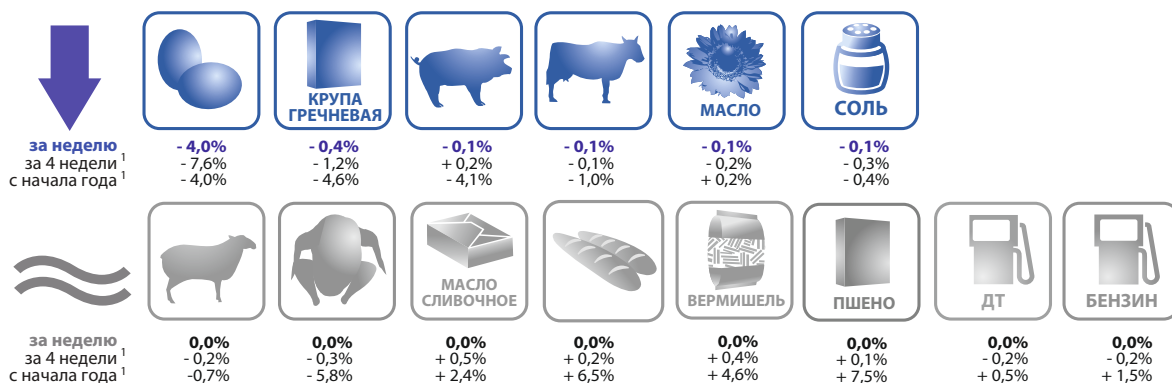 КРУПА
ГРЕЧНЕВАЯ
МАСЛО
СОЛЬ
за неделю - 4,0% - 0,4% - 0,1% - 0,1% - 0,1% - 0,1%
за 4 недели 1 - 7,6% - 1,2% + 0,2% - 0,1% - 0,2% - 0,3%
с начала года 1 - 4,0% - 4,6% - 4,1% - 1,0% + 0,2% - 0,4%
МАСЛО
СЛИВОЧНОЕ
ВЕРМИШЕЛЬ
ПШЕНО
ДТ
БЕНЗИН
за неделю 0,0% 0,0% 0,0% 0,0% 0,0% 0,0% 0,0% 0,0%
за 4 недели 1 - 0,2% - 0,3% + 0,5% + 0,2% + 0,4% + 0,1% - 0,2% - 0,2%
с начала года 1 -0,7% - 5,8% + 2,4% + 6,5% + 4,6% + 7,5% + 0,5% + 1,5%